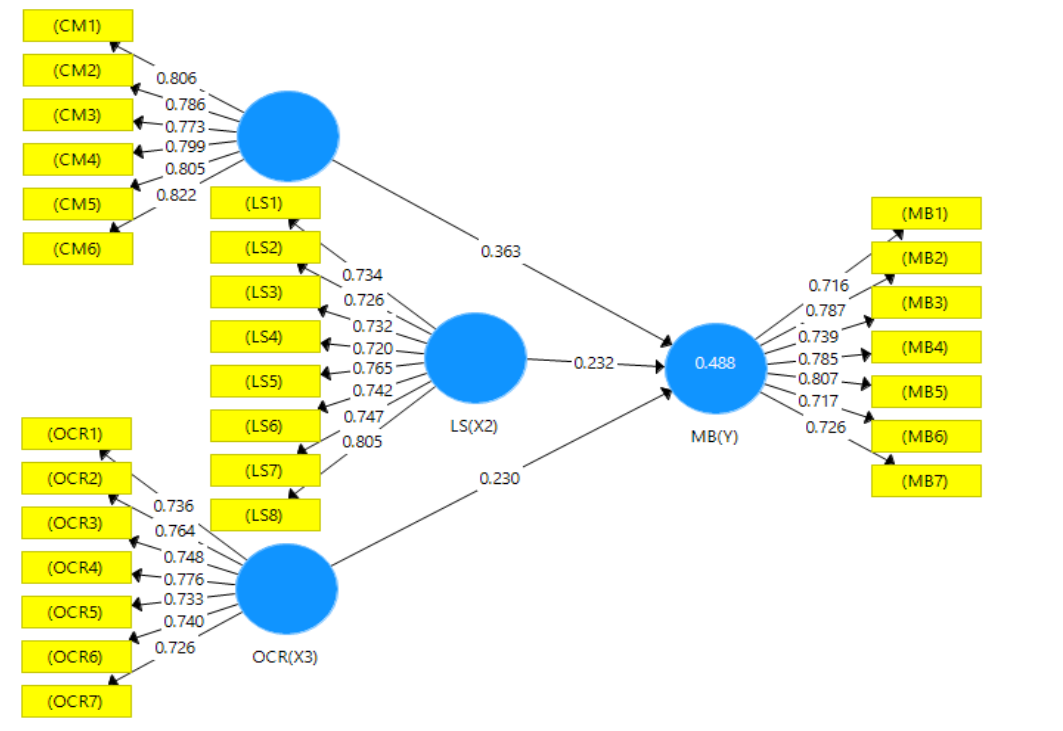 (CM1)
(CM2)
(CM3)
(CM4)
(CM5)
(CM6)
0.806
0.786
0.773
0.799
0.805
0.822
(LS1)
(LS2)
(LS3)
(LS4)
(LS5)
(LS6)
(LS7)
(LS8)
0.734
0.726
0.732
0.720
0.765
0.742
0.747
0.805
LS(X2)
(OCR1)
(OCR2)
(OCR3)
(OCR4)
(OCR5)
(OCR6)
(OCR7)
0.736
0.764
0.748
0.776
0.733
0.740
0.726
OCR(X3)
0.363
0.232
0.230
0.488
MB(Y)
0.716
0.787
0.739
0.785
0.807
0.717
0.726
(MB1)
(MB2)
(MB3)
(MB4)
(MB5)
(MB6)
(MB7)